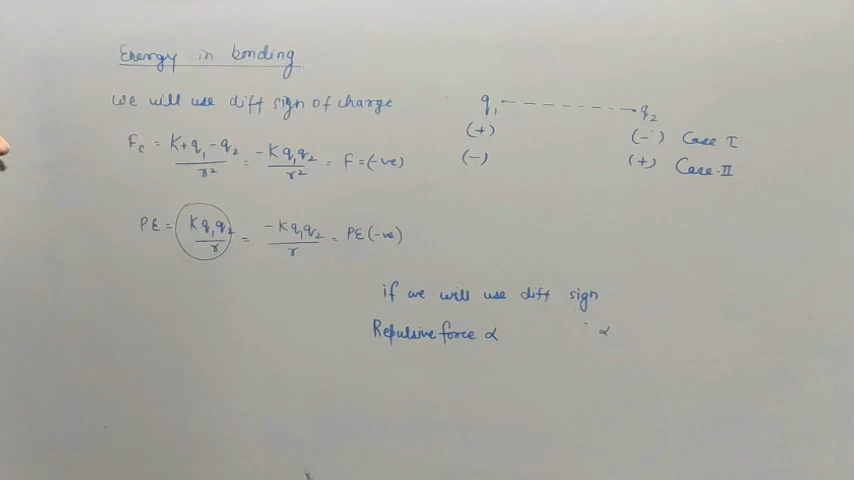 Energy in bonding
We will use diff sign of charge
Fc = K+q₁-q₂/r² = -Kq₁q₂/r² = F=(-ve)
PE = Kq₁q₂/r = -Kq₁q₂/r = PE(-ve)
q₁ ------- q₂
(+) (-) Case I
(-) (+) Case-II
if we will use diff sign
Repulsive force α α